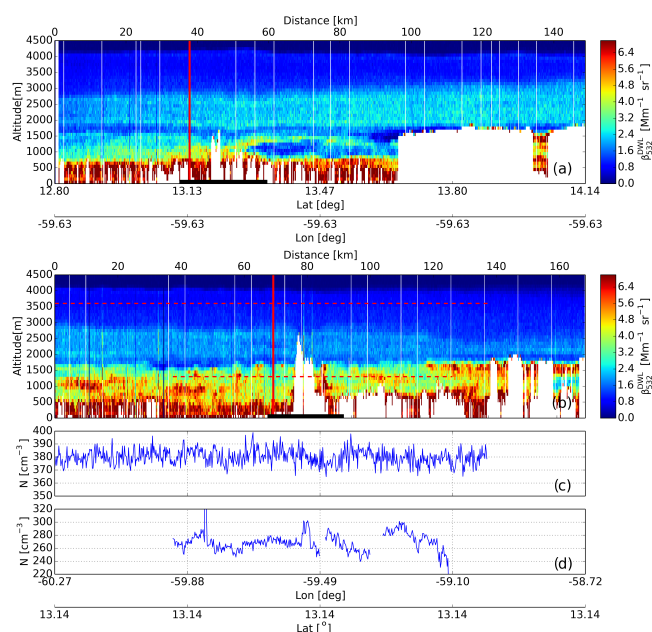 Distance [km]
0 20 40 60 80 100 120 140
4500
4000
3500
3000
2500
2000
1500
1000
500
0
Altitude[m]
(a)
6.4
5.6
4.8
4.0
3.2
2.4
1.6
0.8
0.0
β532 DWL [Mm−1 sr−1]
12.80 13.13 13.47 13.80 14.14
Lat [deg]
-59.63 -59.63 -59.63 -59.63 -59.63
Lon [deg]
Distance [km]
0 20 40 60 80 100 120 140 160
4500
4000
3500
3000
2500
2000
1500
1000
500
0
Altitude[m]
(b)
6.4
5.6
4.8
4.0
3.2
2.4
1.6
0.8
0.0
β532 DWL [Mm−1 sr−1]
400
390
380
370
360
350
N [cm−3]
(c)
320
300
280
260
240
220
N [cm−3]
(d)
-60.27 -59.88 -59.49 -59.10 -58.72
Lon [deg]
13.14 13.14 13.14 13.14 13.14
Lat [°]